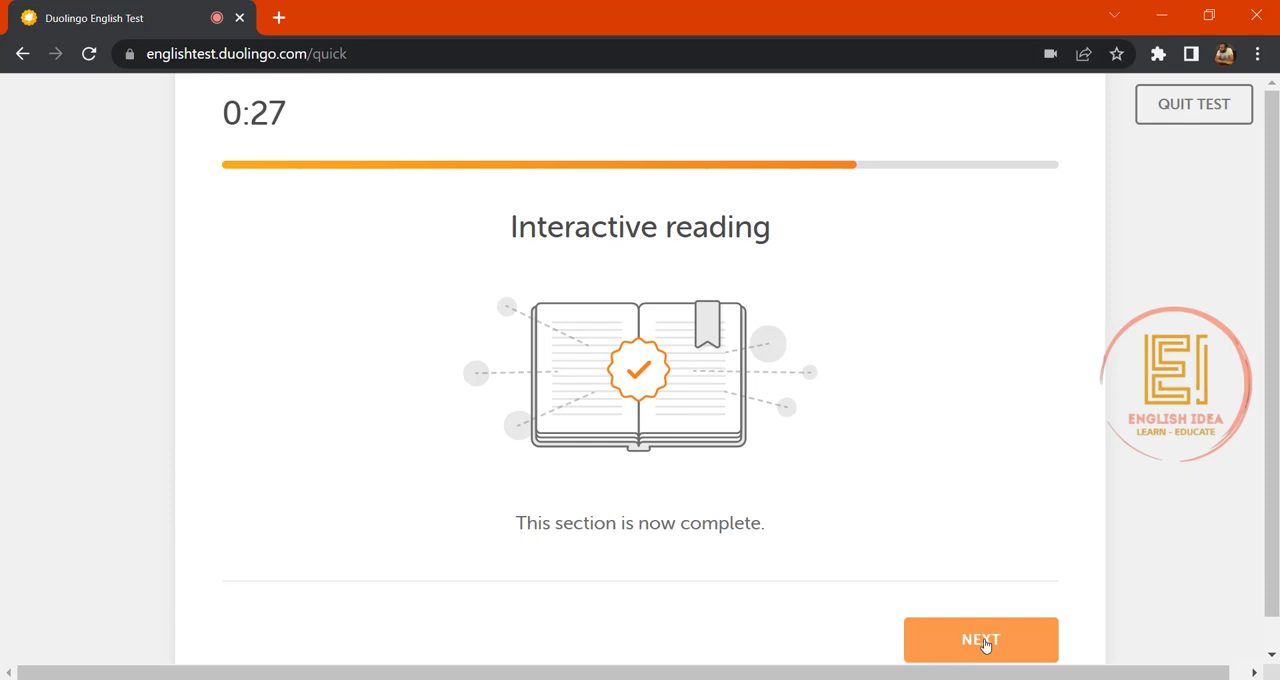 Duolingo English Test
englishtest.duolingo.com/quick
QUIT TEST
0:27
Interactive reading
This section is now complete.
NEXT
EI
ENGLISH IDEA
LEARN - EDUCATE